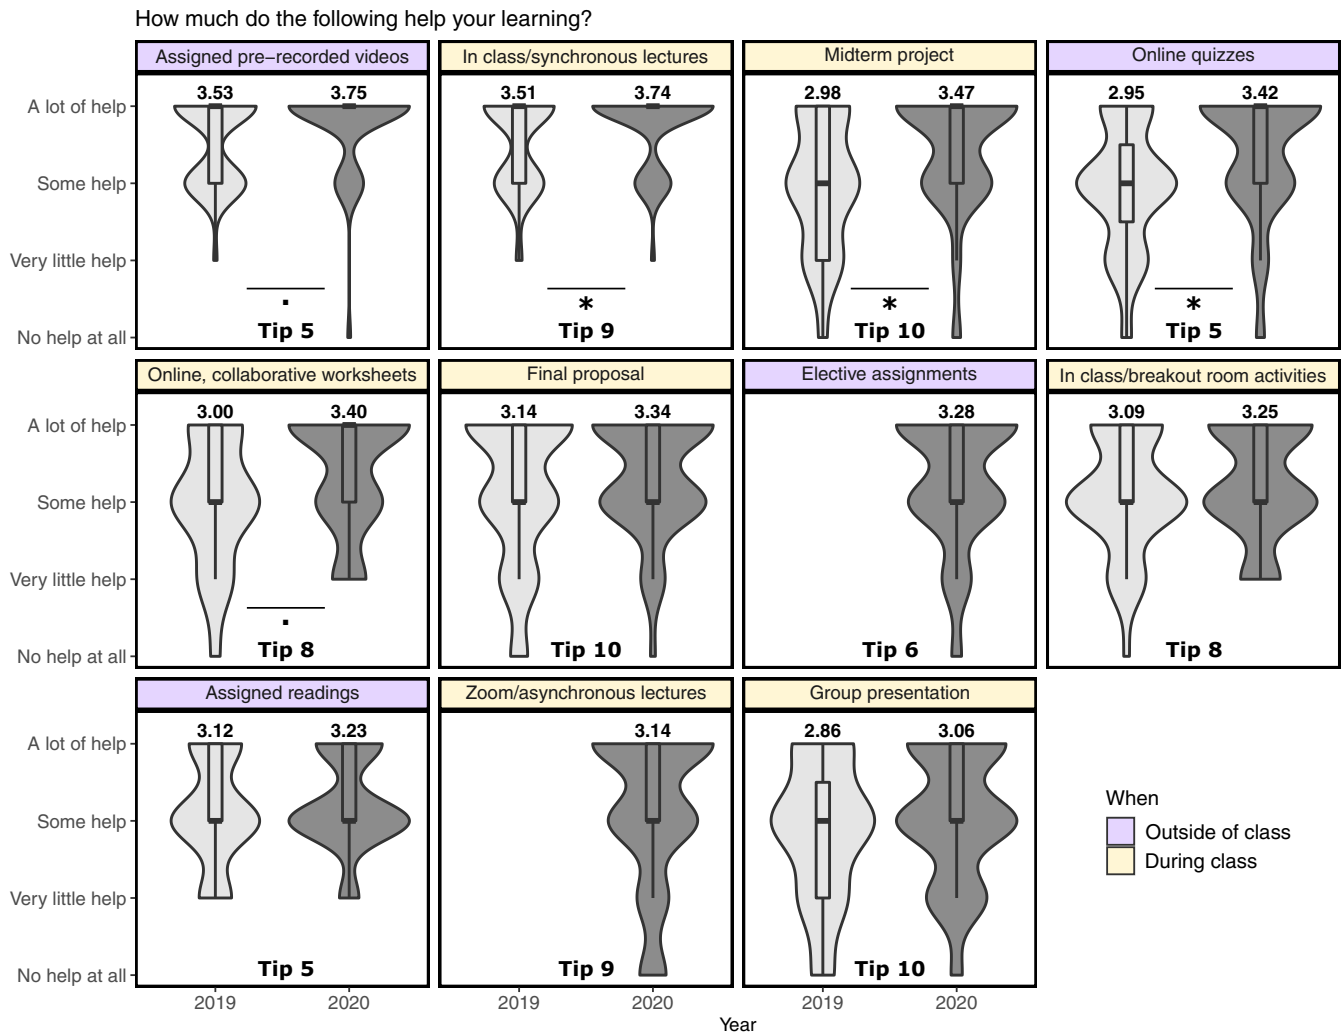 How much do the following help your learning?
Assigned pre−recorded videos
In class/synchronous lectures
Midterm project
Online quizzes
A lot of help
Some help
Very little help
No help at all
3.53 3.75
.
Tip 5
3.51 3.74
*
Tip 9
2.98 3.47
*
Tip 10
2.95 3.42
*
Tip 5
Online, collaborative worksheets
Final proposal
Elective assignments
In class/breakout room activities
A lot of help
Some help
Very little help
No help at all
3.00 3.40
.
Tip 8
3.14 3.34
Tip 10
3.28
Tip 6
3.09 3.25
Tip 8
Assigned readings
Zoom/asynchronous lectures
Group presentation
A lot of help
Some help
Very little help
No help at all
3.12 3.23
Tip 5
3.14
Tip 9
2.86 3.06
Tip 10
2019 2020
2019 2020
2019 2020
Year
When
Outside of class
During class